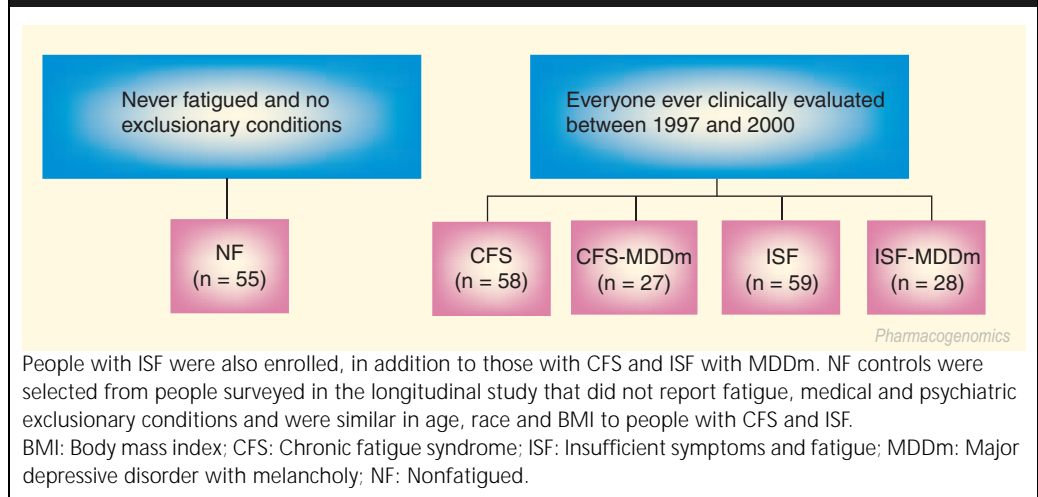 Never fatigued and no
exclusionary conditions
Everyone ever clinically evaluated
between 1997 and 2000
NF
(n = 55)
CFS
(n = 58)
CFS-MDDm
(n = 27)
ISF
(n = 59)
ISF-MDDm
(n = 28)
Pharmacogenomics
People with ISF were also enrolled, in addition to those with CFS and ISF with MDDm. NF controls were
selected from people surveyed in the longitudinal study that did not report fatigue, medical and psychiatric
exclusionary conditions and were similar in age, race and BMI to people with CFS and ISF.
BMI: Body mass index; CFS: Chronic fatigue syndrome; ISF: Insufficient symptoms and fatigue; MDDm: Major
depressive disorder with melancholy; NF: Nonfatigued.